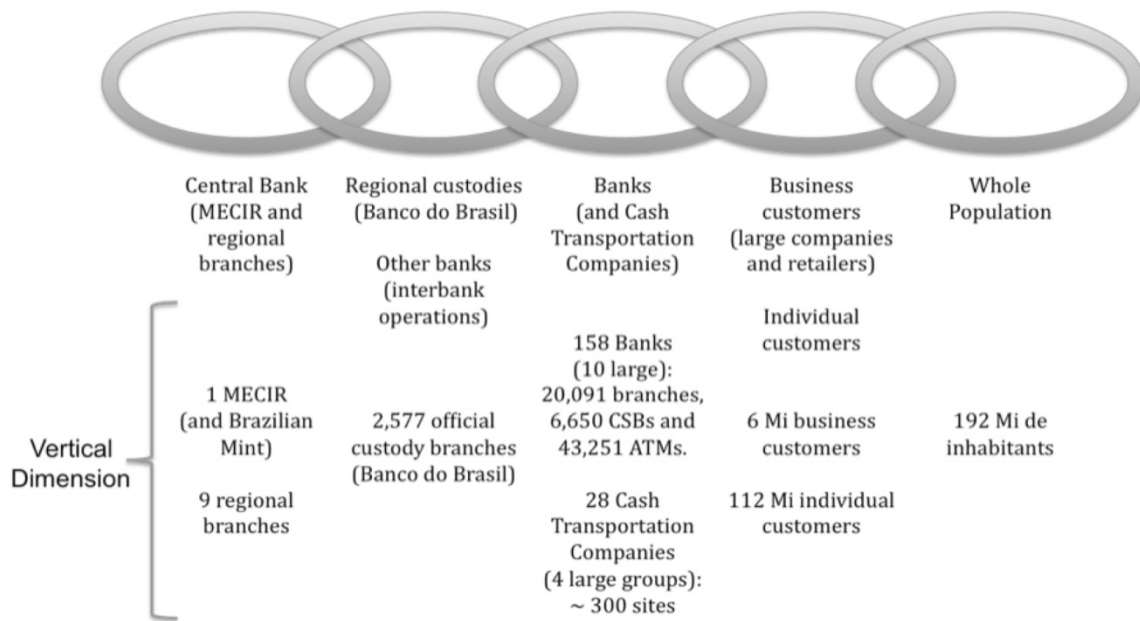 Central Bank
(MECIR and
regional
branches)
Regional custodies
(Banco do Brasil)
Other banks
(interbank
operations)
Banks
(and Cash
Transportation
Companies)
Business
customers
(large companies
and retailers)
Individual
customers
Whole
Population
Vertical
Dimension
1 MECIR
(and Brazilian
Mint)
9 regional
branches
2,577 official
custody branches
(Banco do Brasil)
158 Banks
(10 large):
20,091 branches,
6,650 CSBs and
43,251 ATMs.
28 Cash
Transportation
Companies
(4 large groups):
~ 300 sites
6 Mi business
customers
112 Mi individual
customers
192 Mi de
inhabitants